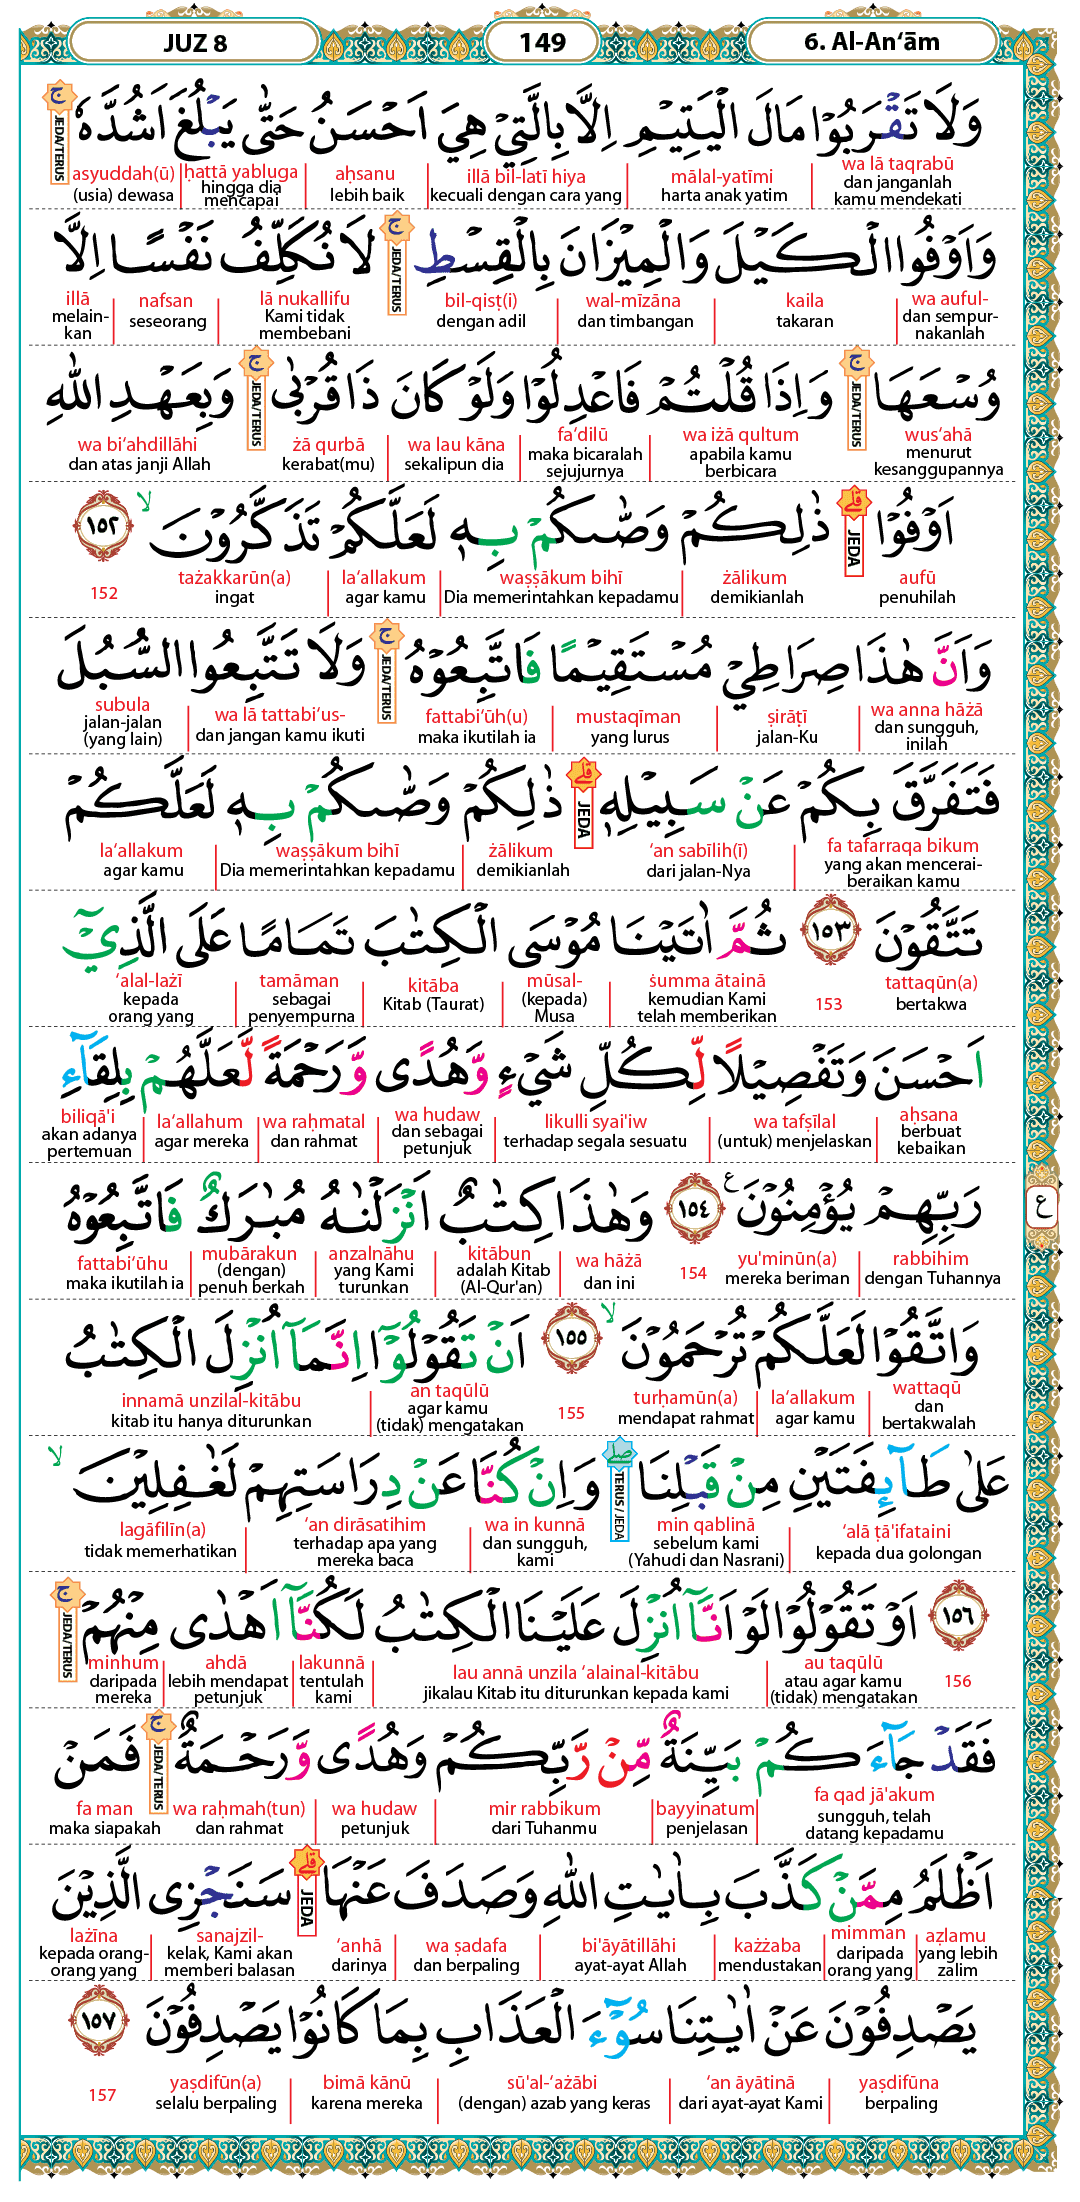 JUZ 8 149 6. Al-An‘ām
وَلَا تَقْرَبُوْا مَالَ الْيَتِيْمِ اِلَّا بِالَّتِيْ هِيَ اَحْسَنُ حَتّٰى يَبْلُغَ اَشُدَّهٗ ۚ JEDA/TERUS
wa lā taqrabū mālal-yatīmi illā bil-latī hiya aḥsanu ḥattā yabluga asyuddah(ū)
dan janganlah kamu mendekati harta anak yatim kecuali dengan cara yang lebih baik hingga dia mencapai (usia) dewasa
وَاَوْفُوا الْكَيْلَ وَالْمِيْزَانَ بِالْقِسْطِ ۚ JEDA/TERUS لَا نُكَلِّفُ نَفْسًا اِلَّا
wa auful- kaila wal-mīzāna bil-qisṭ(i) lā nukallifu nafsan illā
dan sempur-nakanlah takaran dan timbangan dengan adil Kami tidak membebani seseorang melain-kan
وُسْعَهَا ۚ JEDA/TERUS وَاِذَا قُلْتُمْ فَاعْدِلُوْا وَلَوْ كَانَ ذَا قُرْبٰى ۚ JEDA/TERUS وَبِعَهْدِ اللّٰهِ
wus‘ahā wa iżā qultum fa‘dilū wa lau kāna żā qurbā wa bi‘ahdillāhi
menurut kesanggupannya apabila kamu berbicara maka bicaralah sejujurnya sekalipun dia kerabat(mu) dan atas janji Allah
اَوْفُوْا ۗ JEDA ذٰلِكُمْ وَصّٰىكُمْ بِهٖ لَعَلَّكُمْ تَذَكَّرُوْنَ ۙ ١٥٢
aufū żālikum waṣṣākum bihī la‘allakum tażakkarūn(a) 152
penuhilah demikianlah Dia memerintahkan kepadamu agar kamu ingat
وَاَنَّ هٰذَا صِرَاطِيْ مُسْتَقِيْمًا فَاتَّبِعُوْهُ ۚ JEDA/TERUS وَلَا تَتَّبِعُوا السُّبُلَ
wa anna hāżā ṣirāṭī mustaqīman fattabi‘ūh(u) wa lā tattabi‘us- subula
dan sungguh, inilah jalan-Ku yang lurus maka ikutilah ia dan jangan kamu ikuti jalan-jalan (yang lain)
فَتَفَرَّقَ بِكُمْ عَنْ سَبِيْلِهٖ ۗ JEDA ذٰلِكُمْ وَصّٰىكُمْ بِهٖ لَعَلَّكُمْ
fa tafarraqa bikum ‘an sabīlih(ī) żālikum waṣṣākum bihī la‘allakum
yang akan mencerai-beraikan kamu dari jalan-Nya demikianlah Dia memerintahkan kepadamu agar kamu
تَتَّقُوْنَ ١٥٣ ثُمَّ اٰتَيْنَا مُوْسَى الْكِتٰبَ تَمَامًا عَلَى الَّذِيْٓ
tattaqūn(a) 153 ṡumma ātainā mūsal- kitāba tamāman ‘alal-lażī
bertakwa kemudian Kami telah memberikan (kepada) Musa Kitab (Taurat) sebagai penyempurna kepada orang yang
اَحْسَنَ وَتَفْصِيْلًا لِّكُلِّ شَيْءٍ وَّهُدًى وَّرَحْمَةً لَّعَلَّهُمْ بِلِقَاۤءِ
aḥsana wa tafṣīlal likulli syai'iw wa hudaw wa raḥmatal la‘allahum biliqā'i
berbuat kebaikan (untuk) menjelaskan terhadap segala sesuatu dan sebagai petunjuk dan rahmat agar mereka akan adanya pertemuan
رَبِّهِمْ يُؤْمِنُوْنَ ࣖ ١٥٤ وَهٰذَا كِتٰبٌ اَنْزَلْنٰهُ مُبٰرَكٌ فَاتَّبِعُوْهُ ع
rabbihim yu'minūn(a) 154 wa hāżā kitābun anzalnāhu mubārakun fattabi‘ūhu
dengan Tuhannya mereka beriman dan ini adalah Kitab (Al-Qur'an) yang Kami turunkan (dengan) penuh berkah maka ikutilah ia
وَاتَّقُوْا لَعَلَّكُمْ تُرْحَمُوْنَ ۙ ١٥٥ اَنْ تَقُوْلُوْٓا اِنَّمَآ اُنْزِلَ الْكِتٰبُ
wattaqū la‘allakum turḥamūn(a) 155 an taqūlū innamā unzilal-kitābu
dan bertakwalah agar kamu mendapat rahmat agar kamu (tidak) mengatakan kitab itu hanya diturunkan
عَلٰى طَاۤىِٕفَتَيْنِ مِنْ قَبْلِنَا ۖ TERUS / JEDA وَاِنْ كُنَّا عَنْ دِرَاسَتِهِمْ لَغٰفِلِيْنَ ۙ
‘alā ṭā'ifataini min qablinā wa in kunnā ‘an dirāsatihim lagāfilīn(a)
kepada dua golongan sebelum kami (Yahudi dan Nasrani) dan sungguh, kami terhadap apa yang mereka baca tidak memerhatikan
١٥٦ اَوْ تَقُوْلُوْا لَوْ اَنَّآ اُنْزِلَ عَلَيْنَا الْكِتٰبُ لَكُنَّآ اَهْدٰى مِنْهُمْ ۚ JEDA/TERUS
156 au taqūlū lau annā unzila ‘alainal-kitābu lakunnā ahdā minhum
atau agar kamu (tidak) mengatakan jikalau Kitab itu diturunkan kepada kami tentulah kami lebih mendapat petunjuk daripada mereka
فَقَدْ جَاۤءَكُمْ بَيِّنَةٌ مِّنْ رَّبِّكُمْ وَهُدًى وَّرَحْمَةٌ ۚ JEDA/TERUS فَمَنْ
fa qad jā'akum bayyinatum mir rabbikum wa hudaw wa raḥmah(tun) fa man
sungguh, telah datang kepadamu penjelasan dari Tuhanmu petunjuk dan rahmat maka siapakah
اَظْلَمُ مِمَّنْ كَذَّبَ بِاٰيٰتِ اللّٰهِ وَصَدَفَ عَنْهَا ۗ JEDA سَنَجْزِى الَّذِيْنَ
aẓlamu mimman każżaba bi'āyātillāhi wa ṣadafa ‘anhā sanajzil- lażīna
yang lebih zalim daripada orang yang mendustakan ayat-ayat Allah dan berpaling darinya kelak, Kami akan memberi balasan kepada orang-orang yang
يَصْدِفُوْنَ عَنْ اٰيٰتِنَا سُوْۤءَ الْعَذَابِ بِمَا كَانُوْا يَصْدِفُوْنَ ١٥٧
yaṣdifūna ‘an āyātinā sū'al-‘ażābi bimā kānū yaṣdifūn(a) 157
berpaling dari ayat-ayat Kami (dengan) azab yang keras karena mereka selalu berpaling